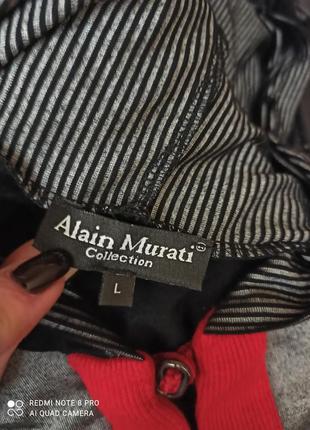 Alain Murati®
Collection
L
REDMI NOTE 8 PRO
AI QUAD CAMERA